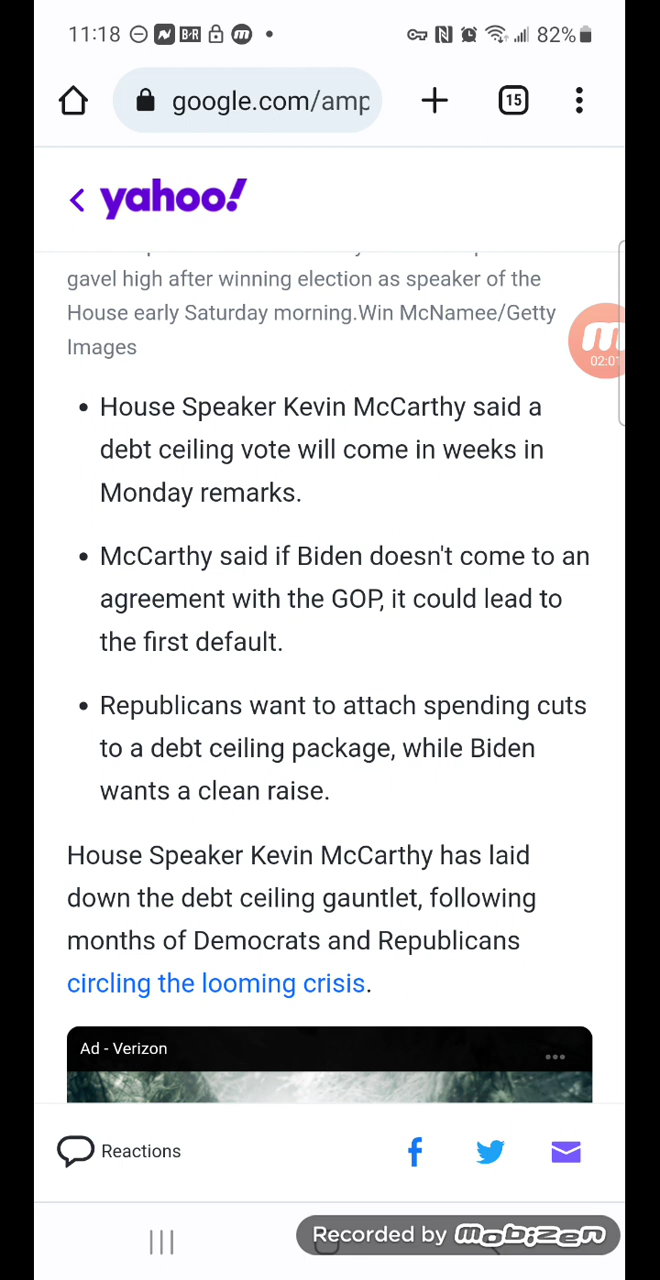 11:18 82%
google.com/amp 15
yahoo!
gavel high after winning election as speaker of the
House early Saturday morning.Win McNamee/Getty
Images
m
02:0
• House Speaker Kevin McCarthy said a
debt ceiling vote will come in weeks in
Monday remarks.
• McCarthy said if Biden doesn't come to an
agreement with the GOP, it could lead to
the first default.
• Republicans want to attach spending cuts
to a debt ceiling package, while Biden
wants a clean raise.
House Speaker Kevin McCarthy has laid
down the debt ceiling gauntlet, following
months of Democrats and Republicans
circling the looming crisis.
Ad - Verizon
Reactions
Recorded by mobizen